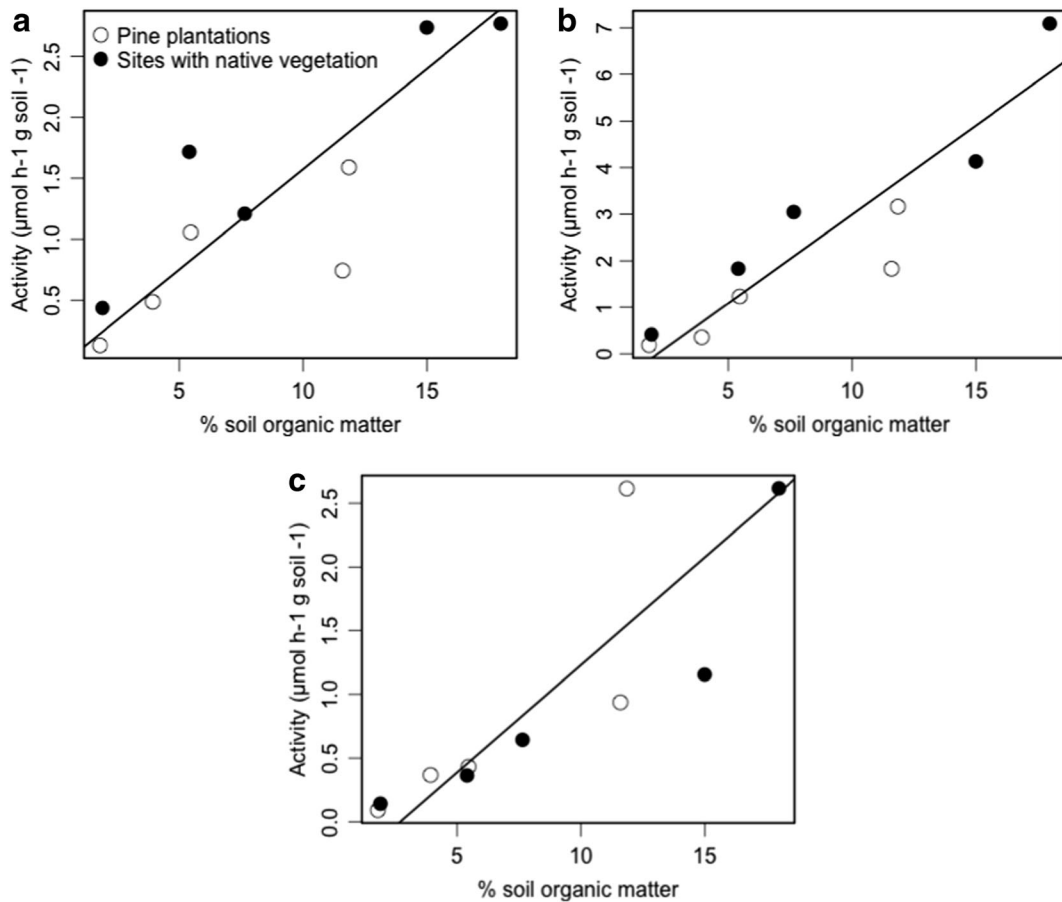 a
Pine plantations
Sites with native vegetation
Activity (µmol h-1 g soil -1)
0.5 1.0 1.5 2.0 2.5
5 10 15
% soil organic matter
b
Activity (µmol h-1 g soil -1)
0 1 2 3 4 5 6 7
5 10 15
% soil organic matter
c
Activity (µmol h-1 g soil -1)
0.0 0.5 1.0 1.5 2.0 2.5
5 10 15
% soil organic matter